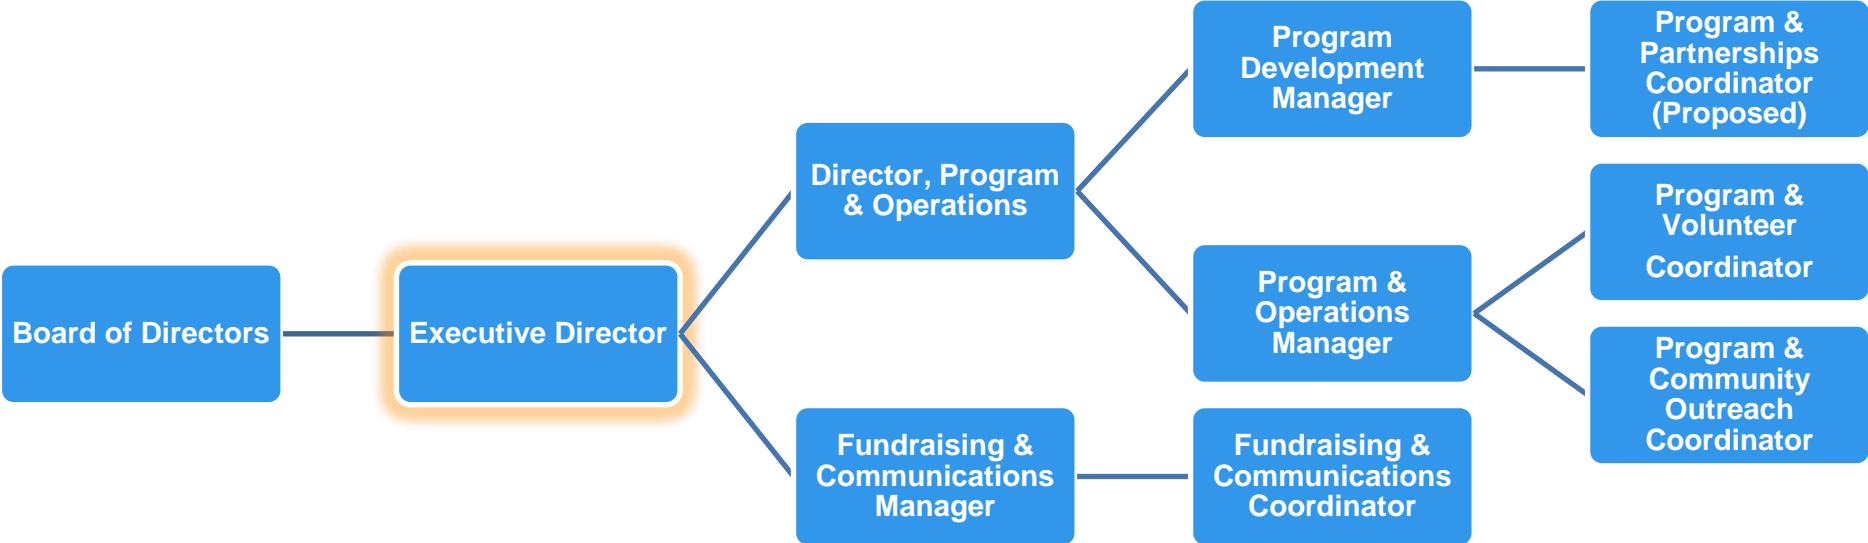 Board of Directors
Executive Director
Director, Program
& Operations
Fundraising &
Communications
Manager
Program
Development
Manager
Program &
Operations
Manager
Fundraising &
Communications
Coordinator
Program &
Partnerships
Coordinator
(Proposed)
Program &
Volunteer
Coordinator
Program &
Community
Outreach
Coordinator